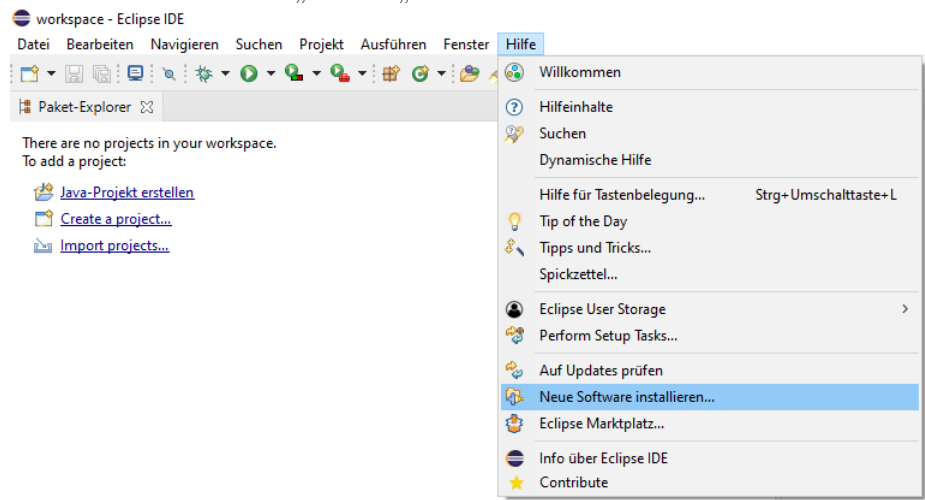 workspace - Eclipse IDE
Datei Bearbeiten Navigieren Suchen Projekt Ausführen Fenster Hilfe
Paket-Explorer
There are no projects in your workspace.
To add a project:
Java-Projekt erstellen
Create a project...
Import projects...
Willkommen
Hilfeinhalte
Suchen
Dynamische Hilfe
Hilfe für Tastenbelegung... Strg+Umschalttaste+L
Tip of the Day
Tipps und Tricks...
Spickzettel...
Eclipse User Storage
Perform Setup Tasks...
Auf Updates prüfen
Neue Software installieren...
Eclipse Marktplatz...
Info über Eclipse IDE
Contribute